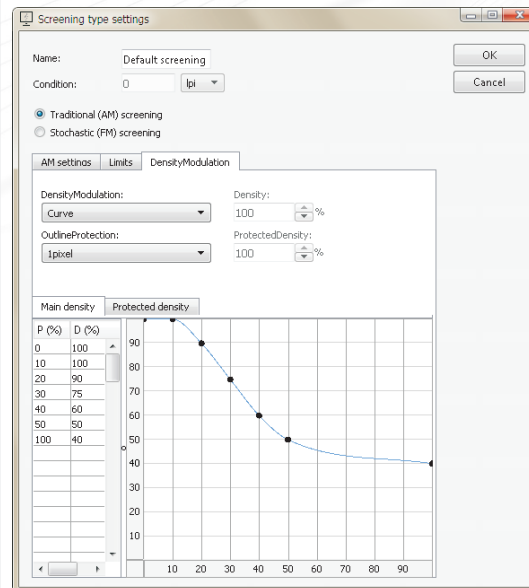 Screening type settings
Name: Default screening OK
Condition: 0 lpi Cancel
Traditional (AM) screening
Stochastic (FM) screening
AM settings Limits DensityModulation
DensityModulation: Density:
Curve 100 %
OutlineProtection: ProtectedDensity:
1pixel 100 %
Main density Protected density
P (%) D (%)
0 100
10 100
20 90
30 75
40 60
50 50
100 40
90
80
70
60
50
40
30
20
10
10 20 30 40 50 60 70 80 90